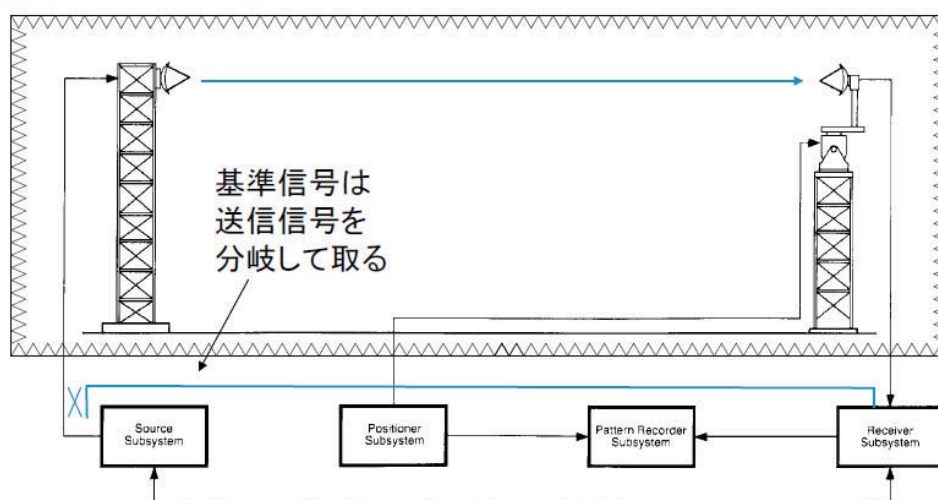 基準信号は
送信信号を
分岐して取る
Source
Subsystem
Positioner
Subsystem
Pattern Recorder
Subsystem
Receiver
Subsystem